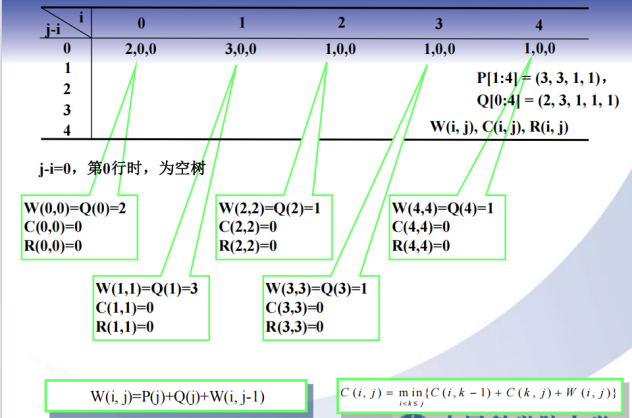 i
j-i
0 1 2 3 4
0 2,0,0 3,0,0 1,0,0 1,0,0 1,0,0
1
2
3
4
P[1:4] = (3, 3, 1, 1),
Q[0:4] = (2, 3, 1, 1, 1)
W(i, j), C(i, j), R(i, j)
j-i=0，第0行时，为空树
W(0,0)=Q(0)=2
C(0,0)=0
R(0,0)=0
W(2,2)=Q(2)=1
C(2,2)=0
R(2,2)=0
W(4,4)=Q(4)=1
C(4,4)=0
R(4,4)=0
W(1,1)=Q(1)=3
C(1,1)=0
R(1,1)=0
W(3,3)=Q(3)=1
C(3,3)=0
R(3,3)=0
W(i, j)=P(j)+Q(j)+W(i, j-1)
C (i, j) = min{C (i, k − 1) + C (k, j) + W (i, j)}
i<k≤j